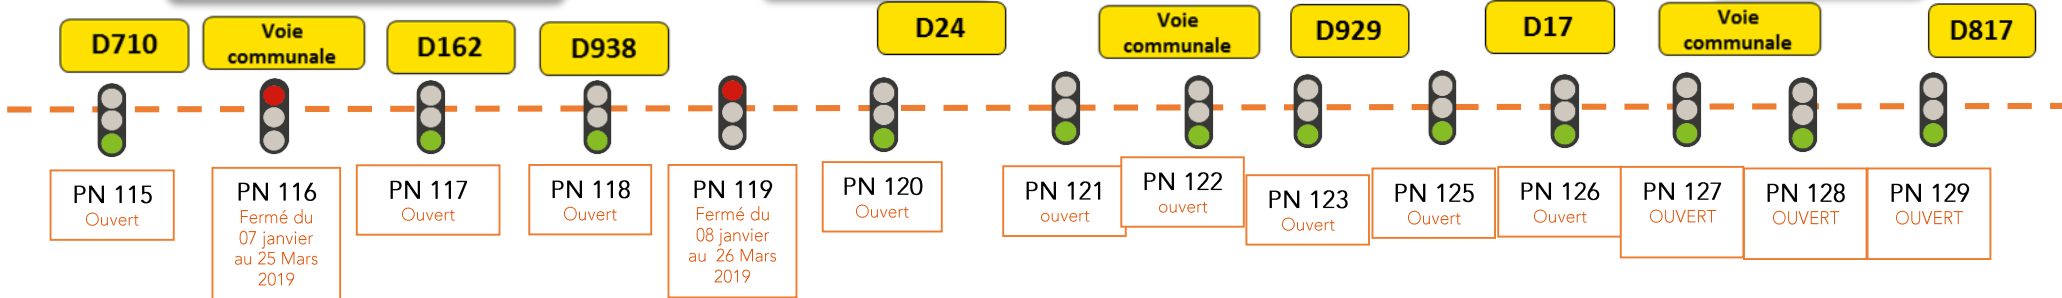 D710
Voie
communale
D162
D938
D24
Voie
communale
D929
D17
Voie
communale
D817
PN 115
Ouvert
PN 116
Fermé du
07 janvier
au 25 Mars
2019
PN 117
Ouvert
PN 118
Ouvert
PN 119
Fermé du
08 janvier
au 26 Mars
2019
PN 120
Ouvert
PN 121
ouvert
PN 122
ouvert
PN 123
Ouvert
PN 125
Ouvert
PN 126
Ouvert
PN 127
OUVERT
PN 128
OUVERT
PN 129
OUVERT